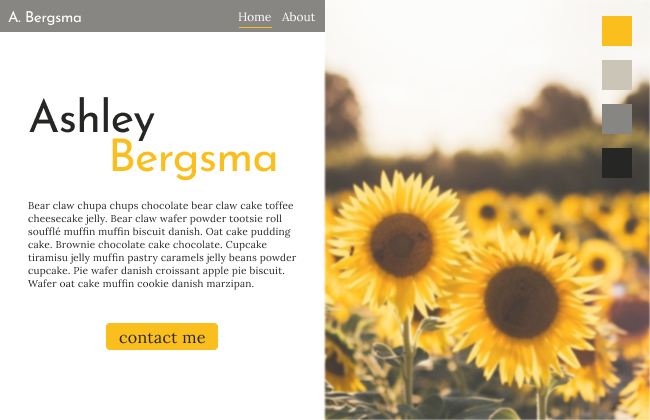 A. Bergsma
Home About
Ashley
Bergsma
Bear claw chupa chups chocolate bear claw cake toffee
cheesecake jelly. Bear claw wafer powder tootsie roll
soufflé muffin muffin biscuit danish. Oat cake pudding
cake. Brownie chocolate cake chocolate. Cupcake
tiramisu jelly muffin pastry caramels jelly beans powder
cupcake. Pie wafer danish croissant apple pie biscuit.
Wafer oat cake muffin cookie danish marzipan.
contact me